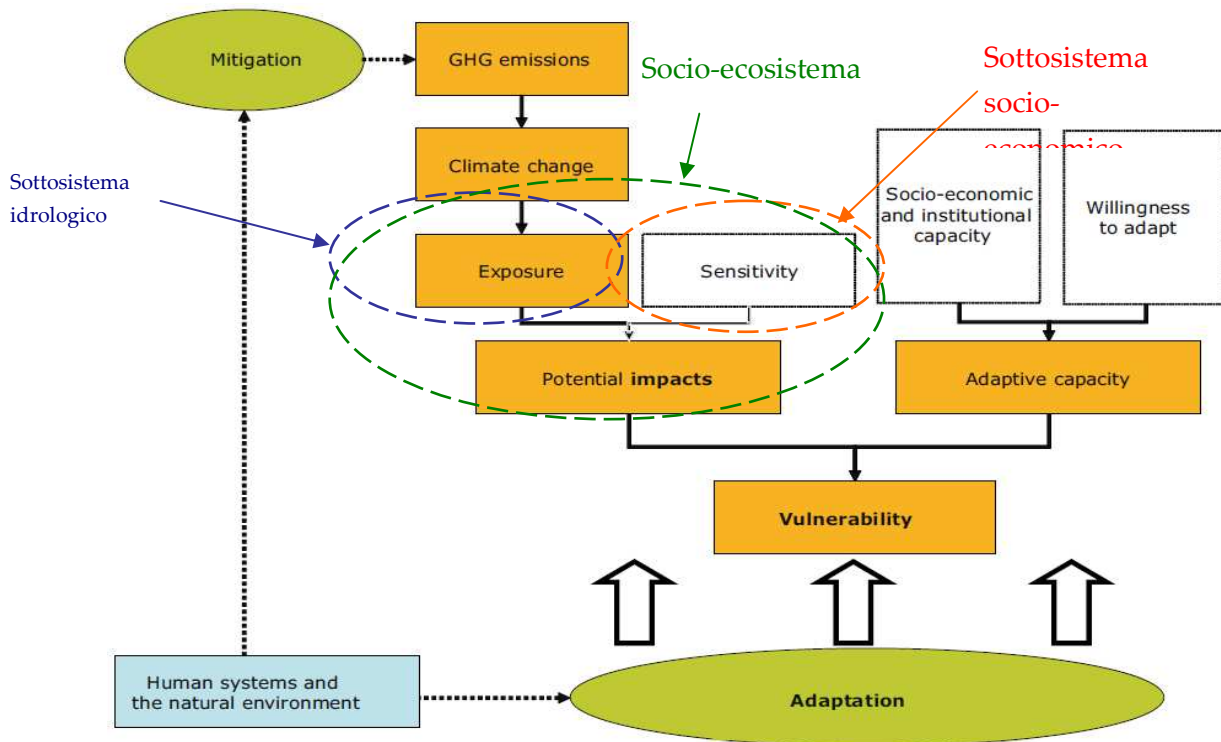 Mitigation
GHG emissions
Socio-ecosistema
Sottosistema
socio-
economico
Climate change
Sottosistema
idrologico
Socio-economic
and institutional
capacity
Willingness
to adapt
Exposure
Sensitivity
Potential impacts
Adaptive capacity
Vulnerability
Human systems and
the natural environment
Adaptation